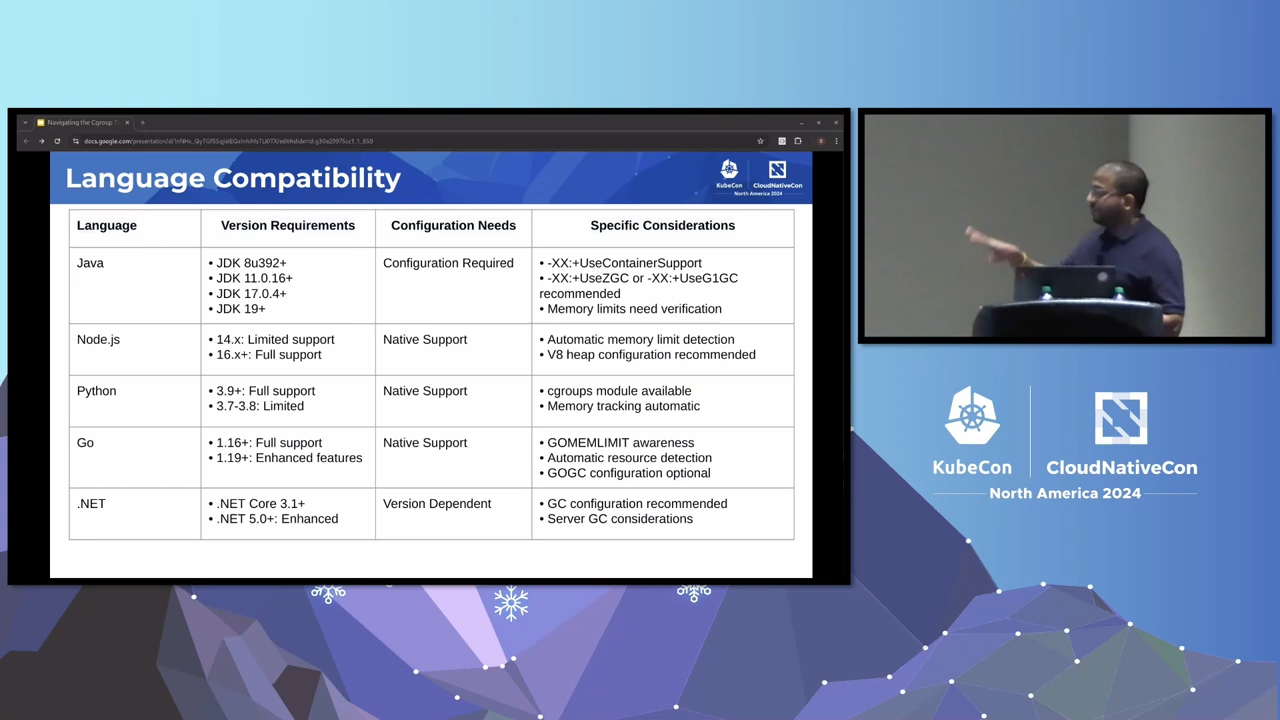 Navigating the Cgroup T
Language Compatibility
KubeCon
CloudNativeCon
North America 2024
Language
Version Requirements
Configuration Needs
Specific Considerations
Java
• JDK 8u392+
• JDK 11.0.16+
• JDK 17.0.4+
• JDK 19+
Configuration Required
• -XX:+UseContainerSupport
• -XX:+UseZGC or -XX:+UseG1GC
recommended
• Memory limits need verification
Node.js
• 14.x: Limited support
• 16.x+: Full support
Native Support
• Automatic memory limit detection
• V8 heap configuration recommended
Python
• 3.9+: Full support
• 3.7-3.8: Limited
Native Support
• cgroups module available
• Memory tracking automatic
Go
• 1.16+: Full support
• 1.19+: Enhanced features
Native Support
• GOMEMLIMIT awareness
• Automatic resource detection
• GOGC configuration optional
.NET
• .NET Core 3.1+
• .NET 5.0+: Enhanced
Version Dependent
• GC configuration recommended
• Server GC considerations
KubeCon
CloudNativeCon
North America 2024